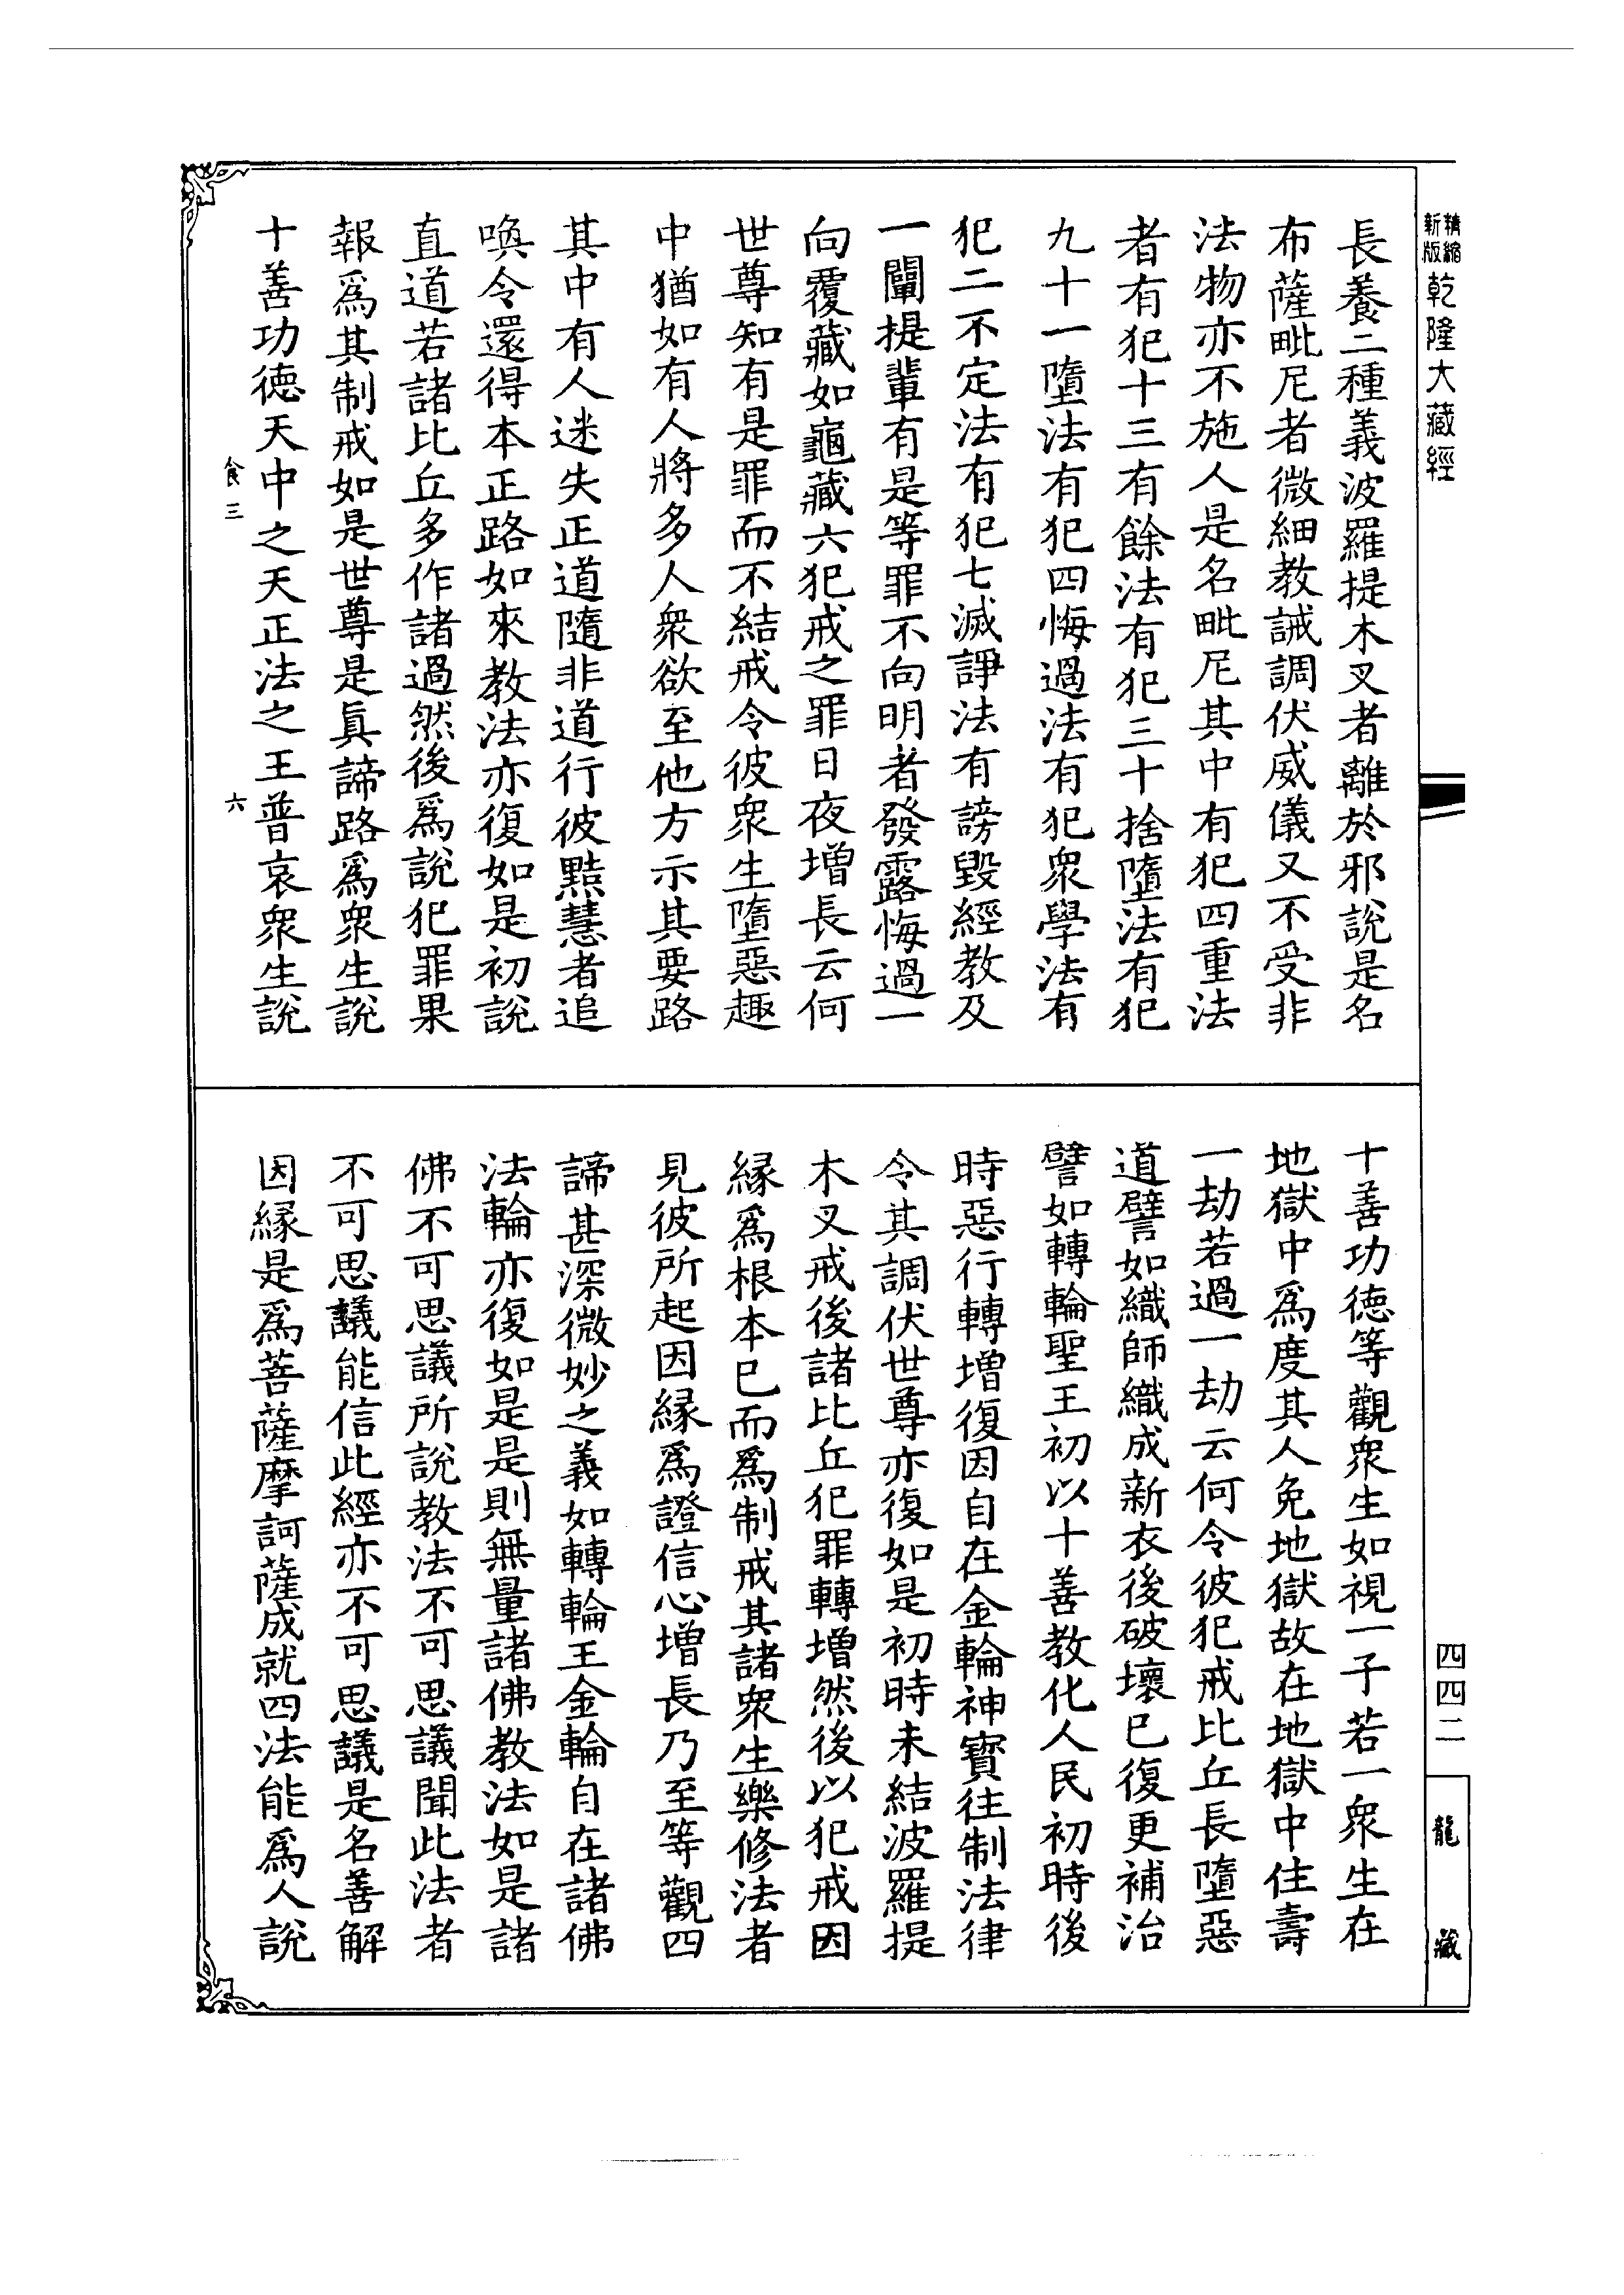 精縮
新版
乾隆大藏經
長養二種義波羅提木叉者離於邪說是名
布薩毗尼者微細教誡調伏威儀又不受非
法物亦不施人是名毗尼其中有犯四重法
者有犯十三有餘法有犯三十捨墮法有犯
九十一墮法有犯四悔過法有犯衆學法有
犯二不定法有犯七滅諍法有謗毀經教及
一闡提輩有是等罪不向明者發露悔過一
向覆藏如龜藏六犯戒之罪日夜增長云何
世尊知有是罪而不結戒令彼衆生墮惡趣
中猶如有人將多人衆欲至他方示其要路
其中有人迷失正道隨非道行彼黠慧者追
喚令還得本正路如來教法亦復如是初說
直道若諸比丘多作諸過然後爲說犯罪果
報爲其制戒如是世尊是眞諦路爲衆生說
十善功德天中之天正法之王普哀衆生說
食三
六
十善功德等觀衆生如視一子若一衆生在
地獄中爲度其人免地獄故在地獄中住壽
一劫若過一劫云何令彼犯戒比丘長墮惡
道譬如織師織成新衣後破壞已復更補治
譬如轉輪聖王初以十善教化人民初時後
時惡行轉增復因自在金輪神寶往制法律
令其調伏世尊亦復如是初時未結波羅提
木叉戒後諸比丘犯罪轉增然後以犯戒因
緣爲根本已而爲制戒其諸衆生樂修法者
見彼所起因緣爲證信心增長乃至等觀四
諦甚深微妙之義如轉輪王金輪自在諸佛
法輪亦復如是是則無量諸佛教法如是諸
佛不可思議所說教法不可思議聞此法者
不可思議能信此經亦不可思議是名善解
因緣是爲菩薩摩訶薩成就四法能爲人說
四四二
龍藏